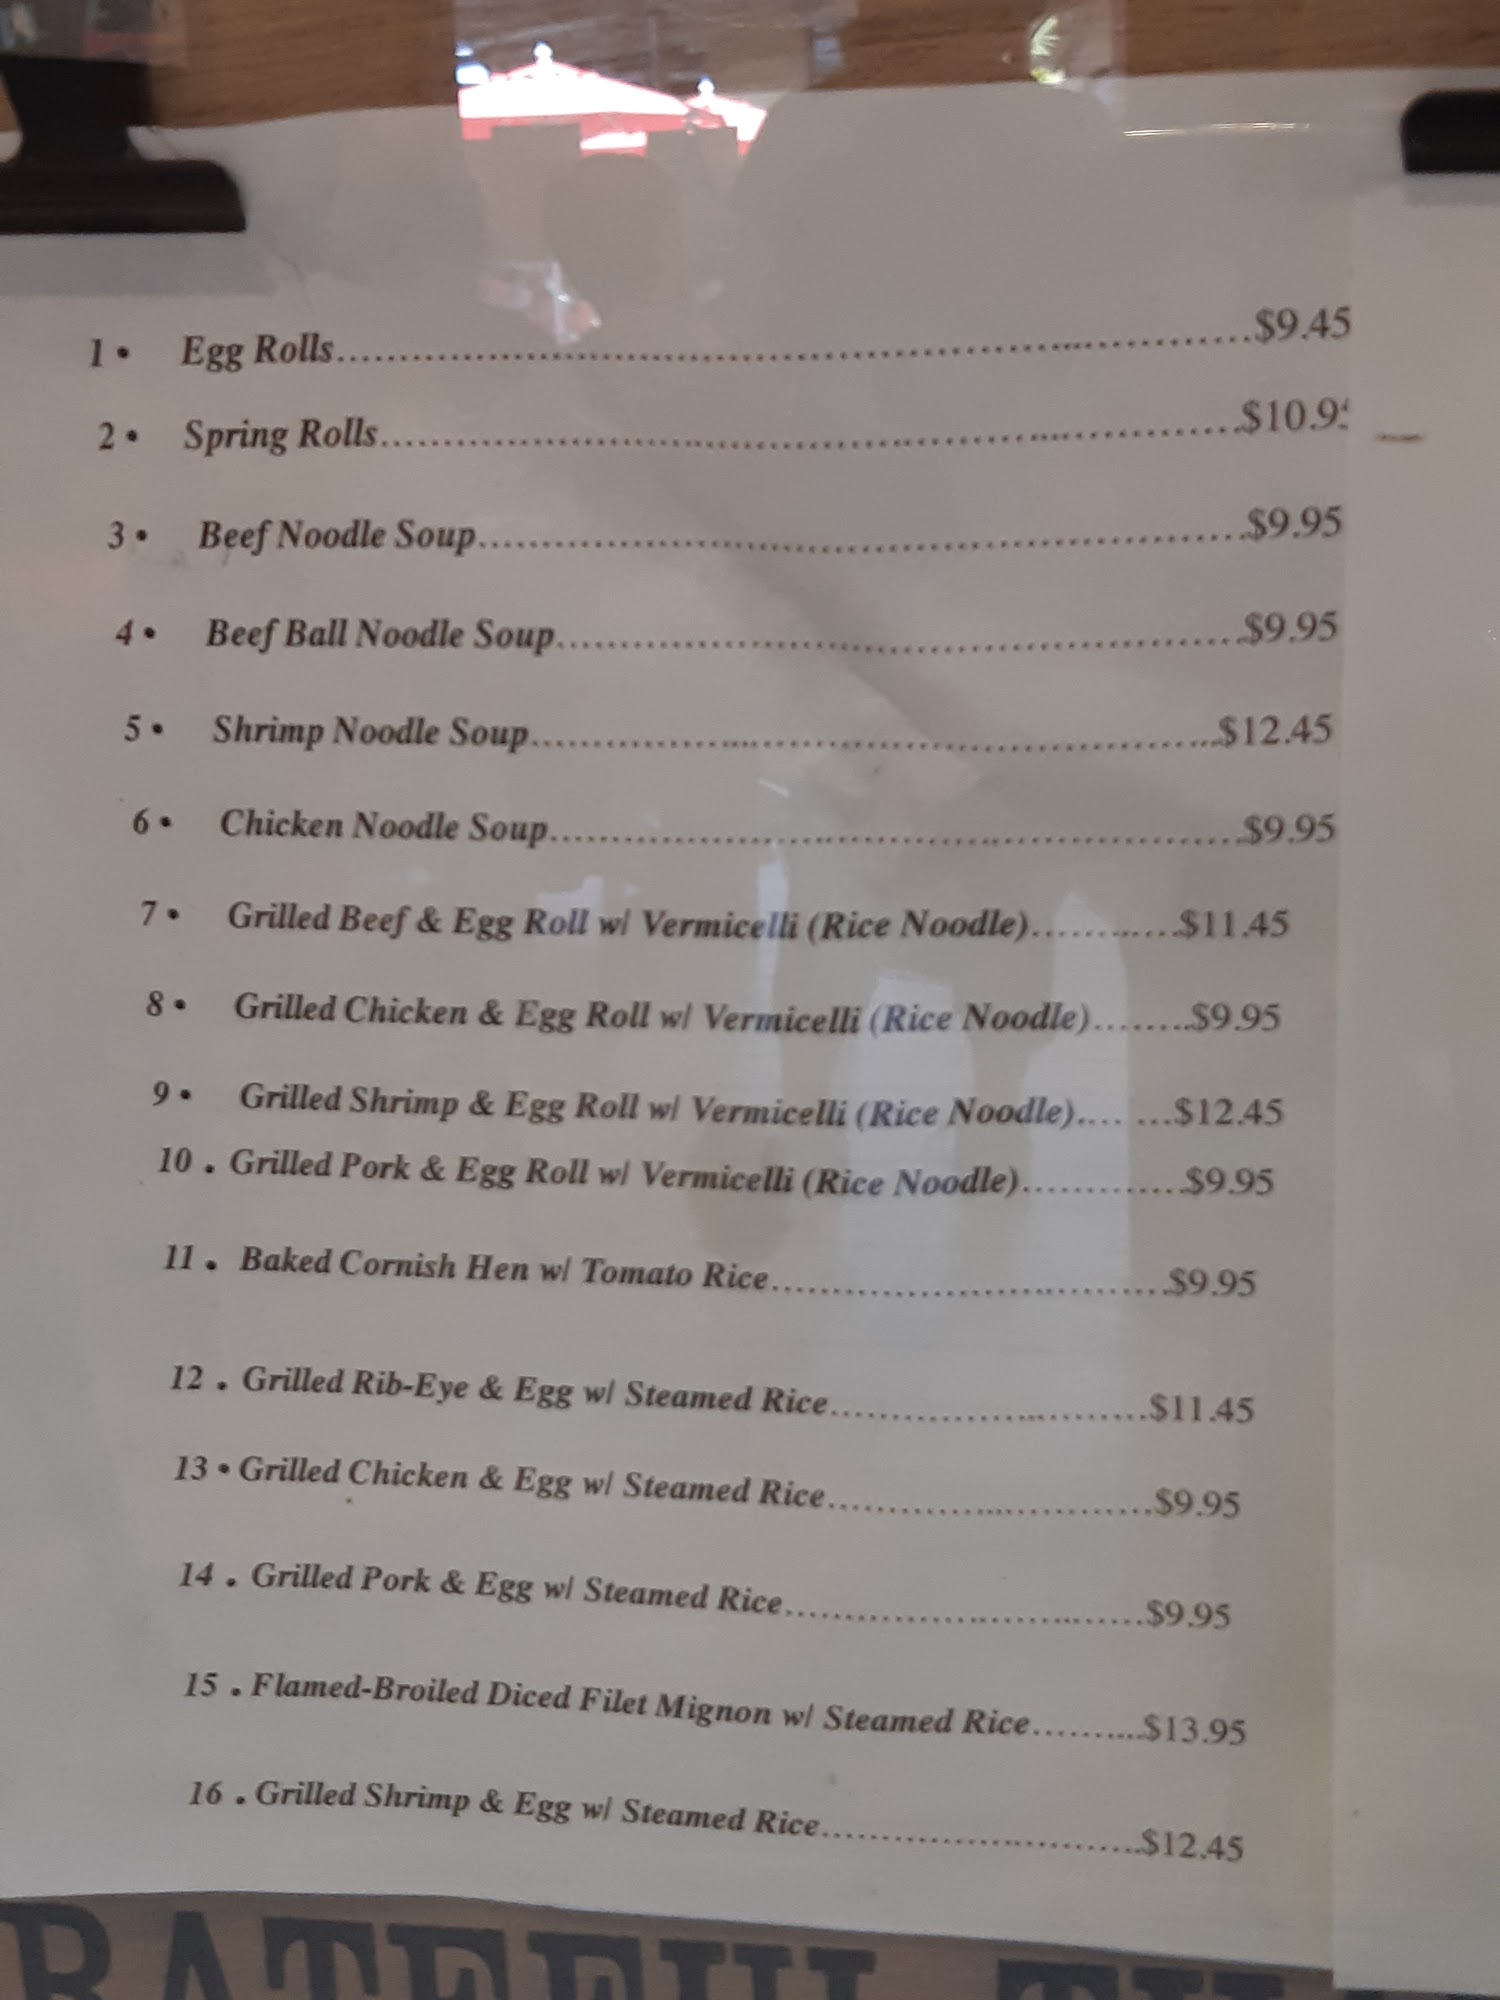 1 • Egg Rolls....................$9.45
2 • Spring Rolls....................
3 • Beef Noodle Soup....................$9.95
4 • Beef Ball Noodle Soup....................$9.95
5 • Shrimp Noodle Soup....................$12.45
6 • Chicken Noodle Soup....................$9.95
7 • Grilled Beef & Egg Roll w/ Vermicelli (Rice Noodle)............$11.45
8 • Grilled Chicken & Egg Roll w/ Vermicelli (Rice Noodle)........$9.95
9 • Grilled Shrimp & Egg Roll w/ Vermicelli (Rice Noodle).... ...$12.45
10 . Grilled Pork & Egg Roll w/ Vermicelli (Rice Noodle)............$9.95
11 . Baked Cornish Hen w/ Tomato Rice....................$9.95
12 . Grilled Rib-Eye & Egg w/ Steamed Rice....................$11.45
13 • Grilled Chicken & Egg w/ Steamed Rice....................$9.95
14 . Grilled Pork & Egg w/ Steamed Rice....................$9.95
15 . Flamed-Broiled Diced Filet Mignon w/ Steamed Rice..........$13.95
16 . Grilled Shrimp & Egg w/ Steamed Rice....................$12.45